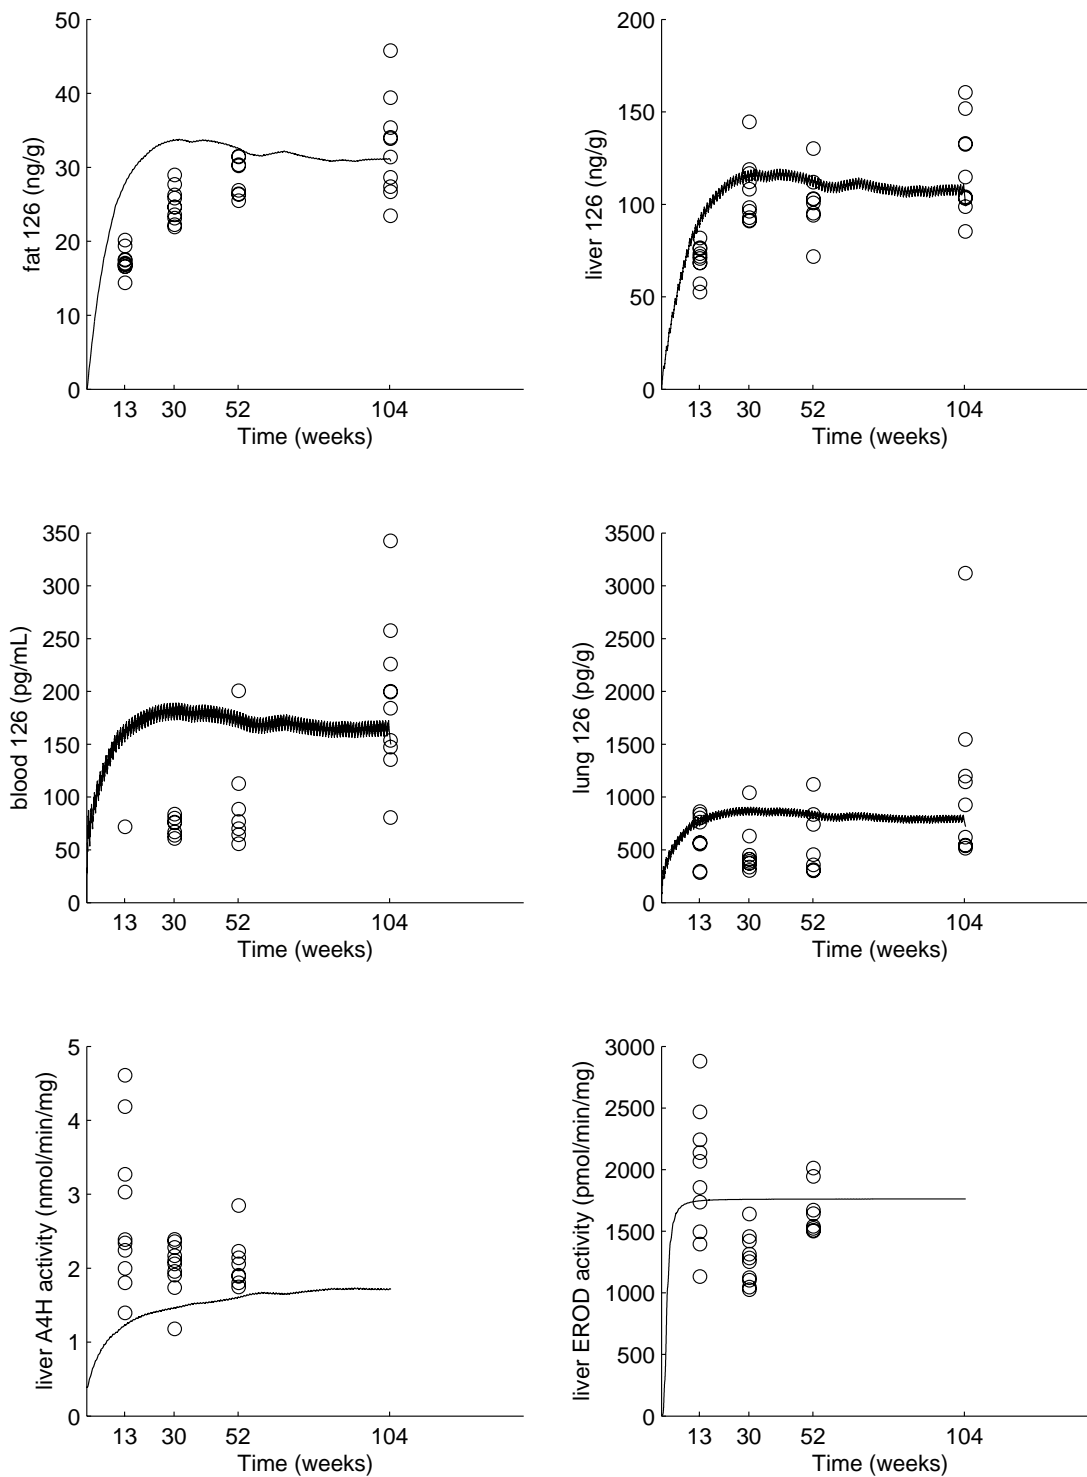 50
40
30
20
10
0
fat 126 (ng/g)
13 30 52 104
Time (weeks)
200
150
100
50
0
liver 126 (ng/g)
13 30 52 104
Time (weeks)
350
300
250
200
150
100
50
0
blood 126 (pg/mL)
13 30 52 104
Time (weeks)
3500
3000
2500
2000
1500
1000
500
0
lung 126 (pg/g)
13 30 52 104
Time (weeks)
5
4
3
2
1
0
liver A4H activity (nmol/min/mg)
13 30 52 104
Time (weeks)
3000
2500
2000
1500
1000
500
0
liver EROD activity (pmol/min/mg)
13 30 52 104
Time (weeks)